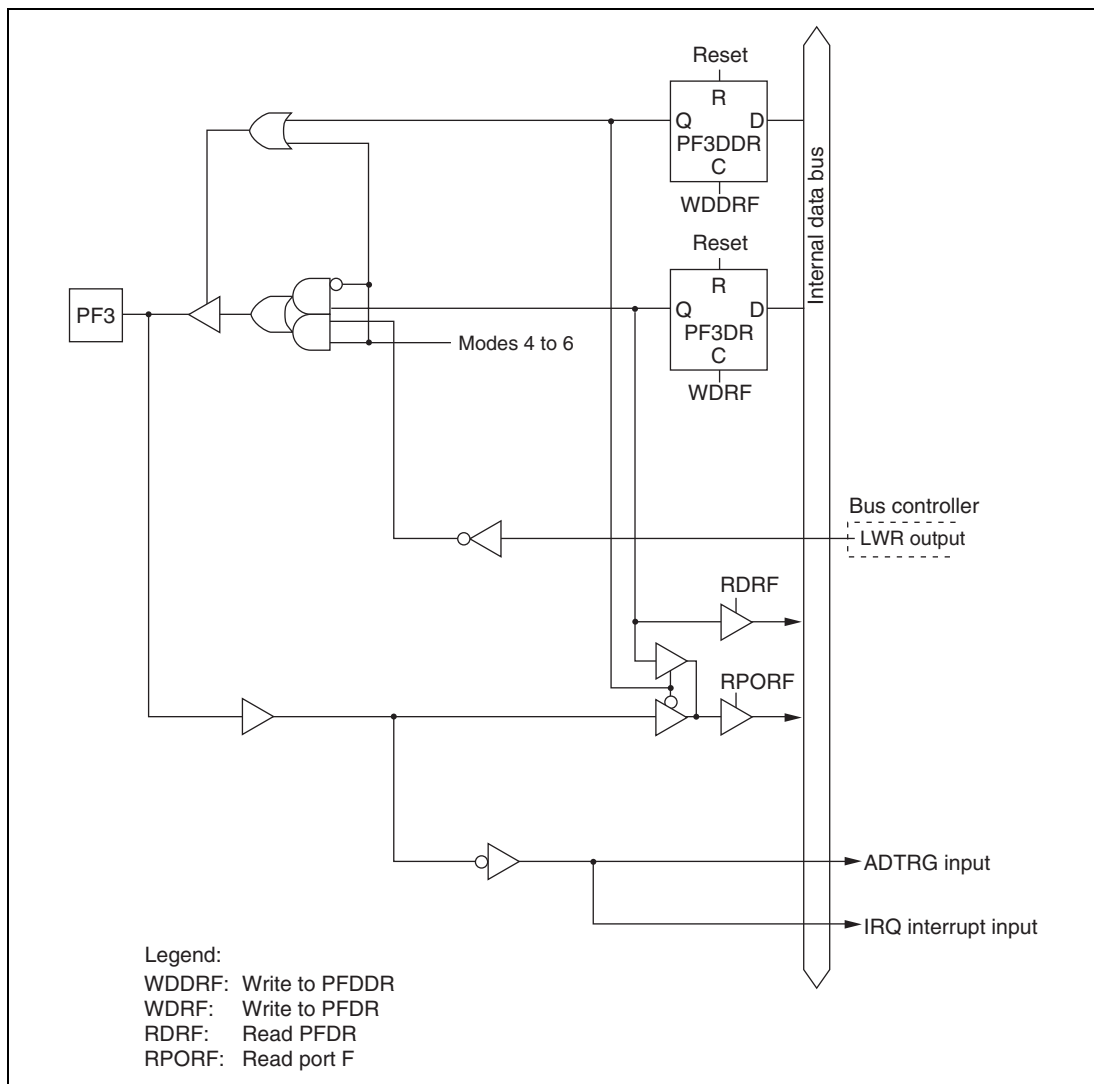 Reset
R
Q D
PF3DDR
C
WDDRF
Internal data bus
Reset
R
Q D
PF3DR
C
WDRF
PF3
Modes 4 to 6
Bus controller
LWR output
RDRF
RPORF
ADTRG input
IRQ interrupt input
Legend:
WDDRF: Write to PFDDR
WDRF: Write to PFDR
RDRF: Read PFDR
RPORF: Read port F